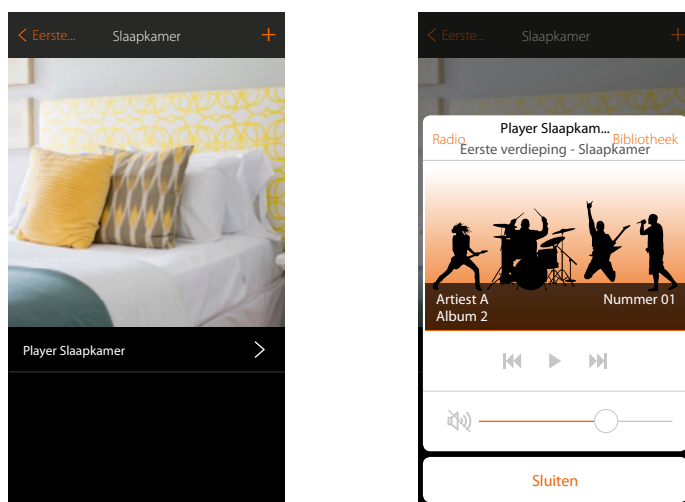 Eerste...
Slaapkamer
Player Slaapkamer
Eerste...
Slaapkamer
Radio
Player Slaapkam...
Bibliotheek
Eerste verdieping - Slaapkamer
Artiest A
Nummer 01
Album 2
Sluiten